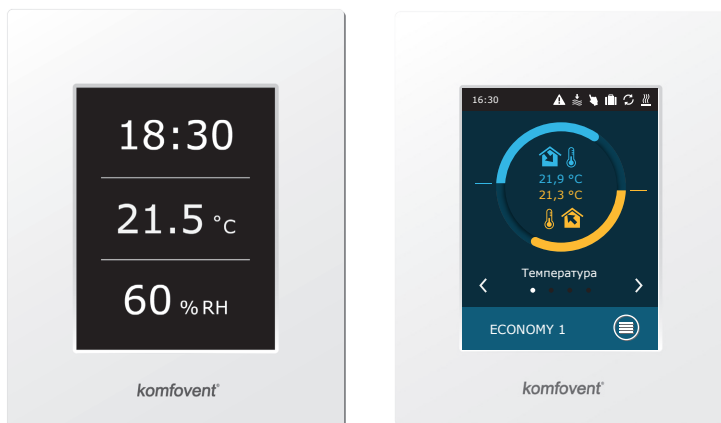 18:30
21.5 °C
60 % RH
komfovent®
16:30
21,9 °C
21,3 °C
Температура
ECONOMY 1
komfovent®